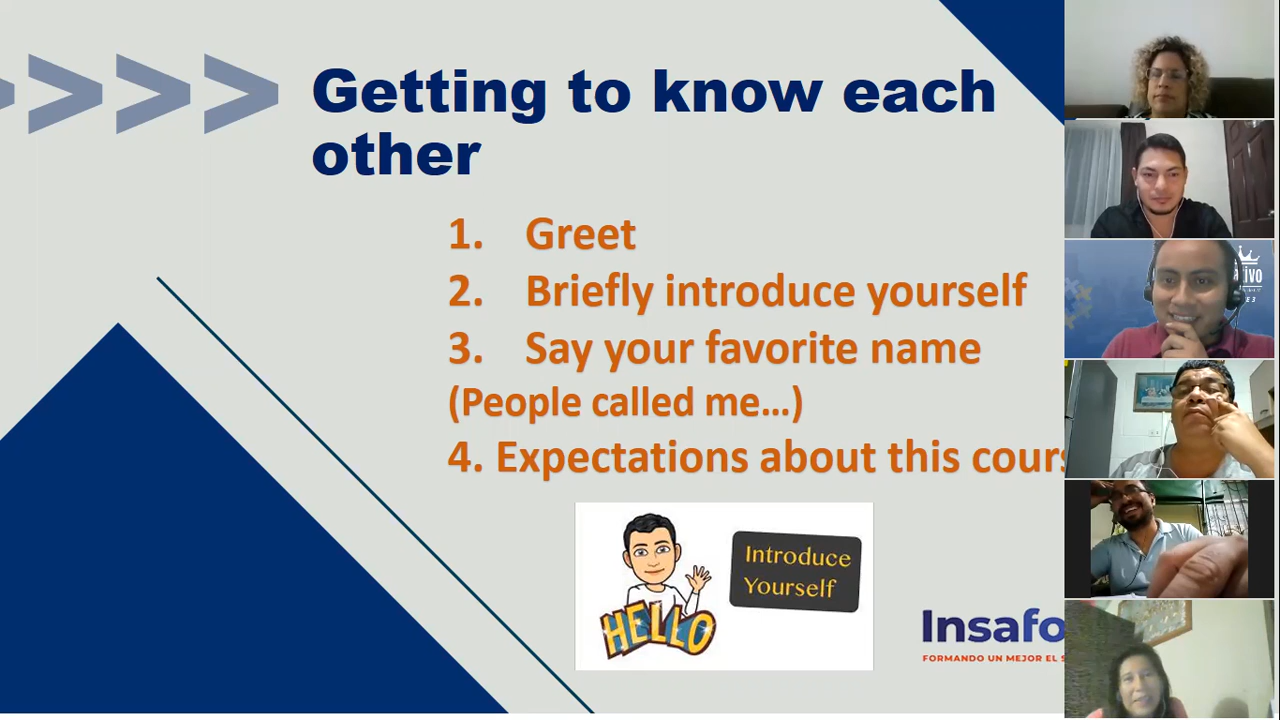 Getting to know each
other
1. Greet
2. Briefly introduce yourself
3. Say your favorite name
(People called me...)
4. Expectations about this cour
Introduce
Yourself
HELLO
Insafo
FORMANDO UN MEJOR EL S